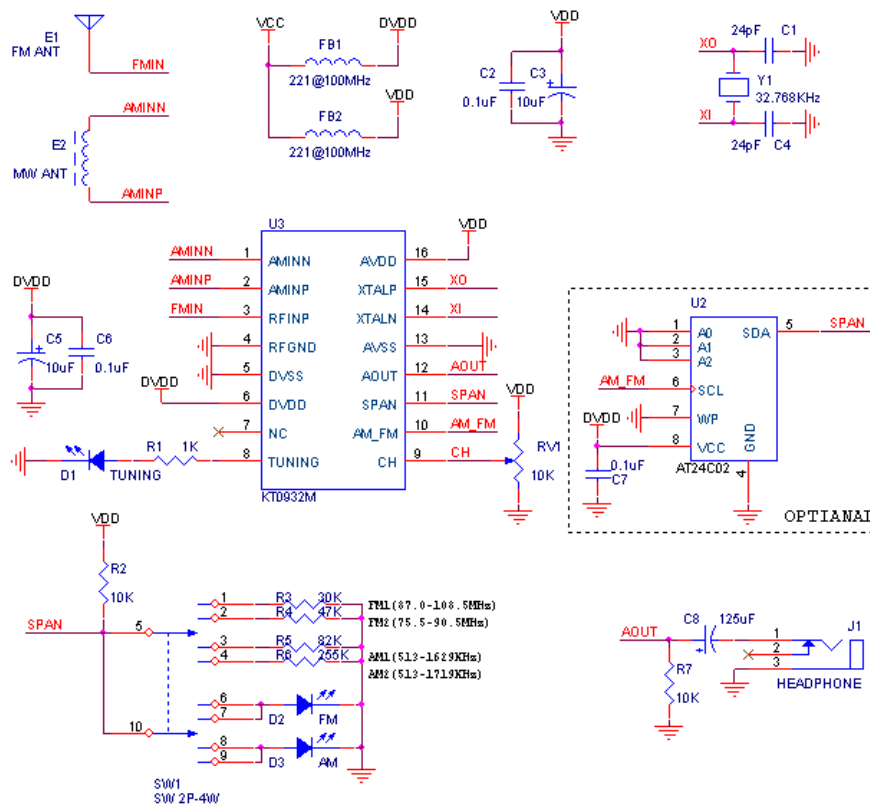 E1
FM ANT
FMIN
AMINN
E2
MW ANT
AMINP
VCC
DVDD
FB1
221@100MHz
VDD
FB2
221@100MHz
VDD
C2
C3
0.1uF
10uF
24pF
C1
XO
Y1
32.768KHz
XI
24pF
C4
U3
AMINN
1
AMINN
AMINP
2
AMINP
FMIN
3
RFINP
4
RFGND
5
DVSS
DVDD
6
DVDD
7
NC
8
TUNING
VDD
16
AVDD
15
XTALP
XO
14
XTALN
XI
13
AVSS
12
AOUT
AOUT
11
SPAN
SPAN
10
AM_FM
AM_FM
9
CH
CH
KT0932M
VDD
RV1
10K
DVDD
C5
C6
10uF
0.1uF
R1
1K
D1
TUNING
U2
1
A0
2
A1
3
A2
SDA
5
SPAN
AM_FM
6
SCL
7
WP
DVDD
8
VCC
GND
4
0.1uF
C7
AT24C02
OPTIANAL
VDD
R2
10K
SPAN
5
10
1
R3
30K
FM1(87.0-108.5MHz)
2
R4
47K
FM2(75.5-90.5MHz)
3
R5
82K
4
R6
255K
AM1(513-1629KHz)
AM2(513-1719KHz)
6
7
D2
FM
8
9
D3
AM
SW1
SW 2P-4W
AOUT
C8
125uF
R7
10K
1
2
3
J1
HEADPHONE